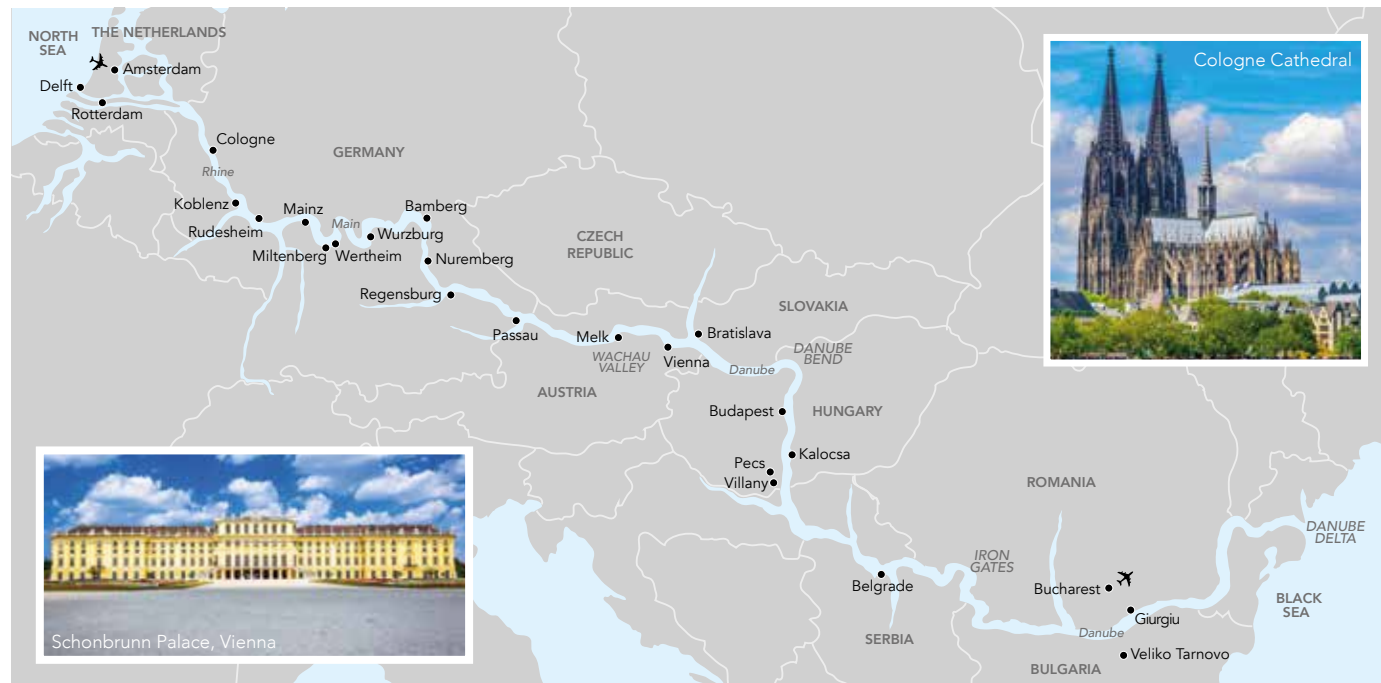 NORTH
SEA
THE NETHERLANDS
Amsterdam
Delft
Rotterdam
Cologne
GERMANY
Rhine
Koblenz
Rudesheim
Mainz
Main
Bamberg
Wurzburg
Miltenberg
Wertheim
Nuremberg
CZECH
REPUBLIC
Regensburg
Passau
Melk
WACHAU
VALLEY
Vienna
Bratislava
SLOVAKIA
DANUBE
BEND
Danube
AUSTRIA
Budapest
HUNGARY
Kalocsa
Pecs
Villany
ROMANIA
Belgrade
IRON
GATES
SERBIA
Bucharest
Giurgiu
Danube
Veliko Tarnovo
BULGARIA
DANUBE
DELTA
BLACK
SEA
Cologne Cathedral
Schonbrunn Palace, Vienna